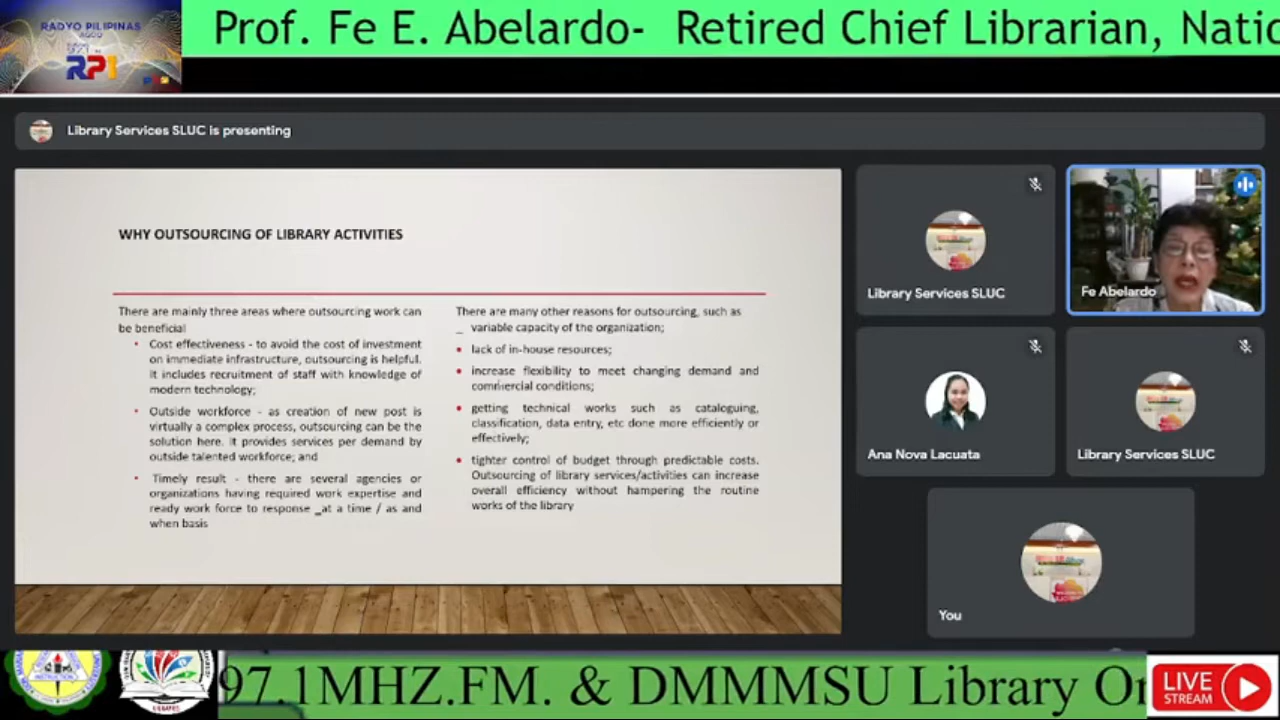 RADYO PILIPINAS
AGOO
RP1
Prof. Fe E. Abelardo- Retired Chief Librarian, Natio
Library Services SLUC is presenting
WHY OUTSOURCING OF LIBRARY ACTIVITIES
There are mainly three areas where outsourcing work can
be beneficial
• Cost effectiveness - to avoid the cost of investment
on immediate infrastructure, outsourcing is helpful.
It includes recruitment of staff with knowledge of
modern technology;
• Outside workforce - as creation of new post is
virtually a complex process, outsourcing can be the
solution here. It provides services per demand by
outside talented workforce; and
• Timely result - there are several agencies or
organizations having required work expertise and
ready work force to response _at a time / as and
when basis
There are many other reasons for outsourcing, such as
_ variable capacity of the organization;
• lack of in-house resources;
• increase flexibility to meet changing demand and
commercial conditions;
• getting technical works such as cataloguing,
classification, data entry, etc done more efficiently or
effectively;
• tighter control of budget through predictable costs.
Outsourcing of library services/activities can increase
overall efficiency without hampering the routine
works of the library
Library Services SLUC
Fe Abelardo
Ana Nova Lacuata
Library Services SLUC
You
97.1MHZ.FM. & DMMMSU Library On
LIVE
STREAM